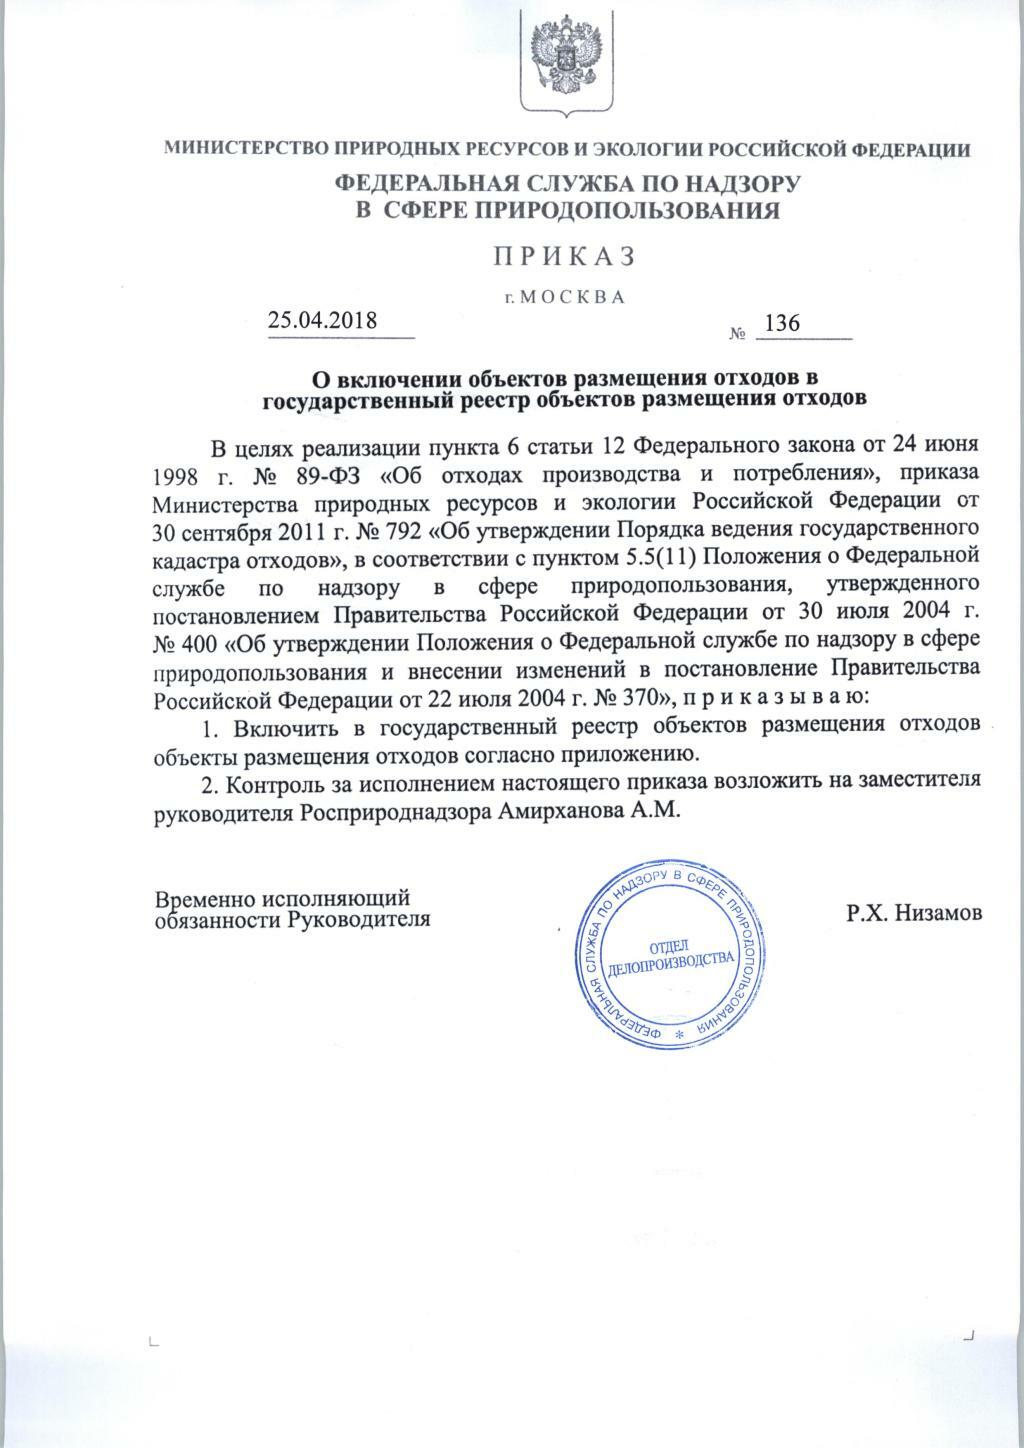 МИНИСТЕРСТВО ПРИРОДНЫХ РЕСУРСОВ И ЭКОЛОГИИ РОССИЙСКОЙ ФЕДЕРАЦИИ
ФЕДЕРАЛЬНАЯ СЛУЖБА ПО НАДЗОРУ
В СФЕРЕ ПРИРОДОПОЛЬЗОВАНИЯ
П Р И К А З
г. М О С К В А
25.04.2018 № 136
О включении объектов размещения отходов в
государственный реестр объектов размещения отходов
В целях реализации пункта 6 статьи 12 Федерального закона от 24 июня
1998 г. № 89-ФЗ «Об отходах производства и потребления», приказа
Министерства природных ресурсов и экологии Российской Федерации от
30 сентября 2011 г. № 792 «Об утверждении Порядка ведения государственного
кадастра отходов», в соответствии с пунктом 5.5(11) Положения о Федеральной
службе по надзору в сфере природопользования, утвержденного
постановлением Правительства Российской Федерации от 30 июля 2004 г.
№ 400 «Об утверждении Положения о Федеральной службе по надзору в сфере
природопользования и внесении изменений в постановление Правительства
Российской Федерации от 22 июля 2004 г. № 370», п р и к а з ы в а ю:
1. Включить в государственный реестр объектов размещения отходов
объекты размещения отходов согласно приложению.
2. Контроль за исполнением настоящего приказа возложить на заместителя
руководителя Росприроднадзора Амирханова А.М.
Временно исполняющий
обязанности Руководителя
Р.Х. Низамов
ФЕДЕРАЛЬНАЯ СЛУЖБА ПО НАДЗОРУ В СФЕРЕ ПРИРОДОПОЛЬЗОВАНИЯ *
ОТДЕЛ
ДЕЛОПРОИЗВОДСТВА